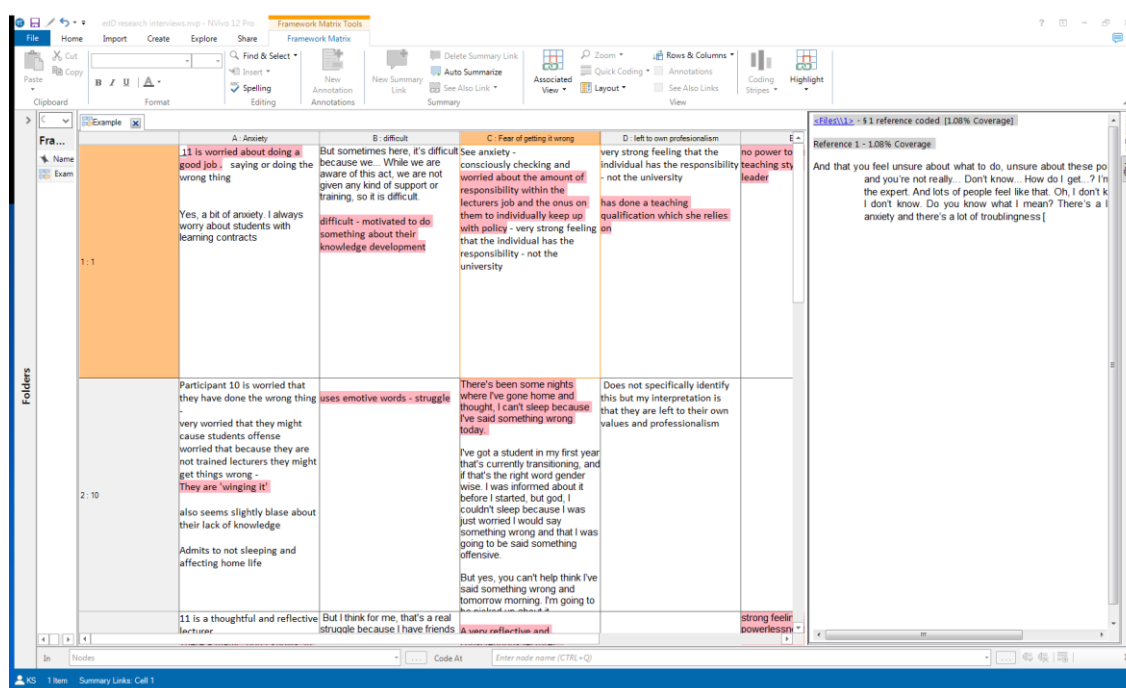 edID research interviews.nvp - NVivo 12 Pro
Framework Matrix Tools
File Home Import Create Explore Share Framework Matrix
Paste
Cut
Copy
Clipboard
B I U A
Format
Find & Select
Insert
Spelling
Editing
New Annotation
Annotations
New Summary Link
Delete Summary Link
Auto Summarize
See Also Link
Summary
Associated View
Zoom
Quick Coding
Layout
Rows & Columns
Annotations
See Also Links
Coding Stripes
Highlight
View
Folders
Fra...
Name
Exam
Example
A : Anxiety
B : difficult
C : Fear of getting it wrong
D : left to own profesionalism
E
1 : 1
11 is worried about doing a
good job . saying or doing the
wrong thing
Yes, a bit of anxiety. I always
worry about students with
learning contracts
But sometimes here, it's difficult
because we... While we are
aware of this act, we are not
given any kind of support or
training, so it is difficult.
difficult - motivated to do
something about their
knowledge development
See anxiety -
consciously checking and
worried about the amount of
responsibility within the
lecturers job and the onus on
them to individually keep up
with policy - very strong feeling
that the individual has the
responsibility - not the
university
very strong feeling that the
individual has the responsibility
- not the university
has done a teaching
qualification which she relies
on
no power to
teaching sty
leader
2 : 10
Participant 10 is worried that
they have done the wrong thing
-
very worried that they might
cause students offense
worried that because they are
not trained lecturers they might
get things wrong -
They are 'winging it'
also seems slightly blase about
their lack of knowledge
Admits to not sleeping and
affecting home life
uses emotive words - struggle
There's been some nights
where I've gone home and
thought, I can't sleep because
I've said something wrong
today.
I've got a student in my first year
that's currently transitioning, and
if that's the right word gender
wise. I was informed about it
before I started, but god, I
couldn't sleep because I was
just worried I would say
something wrong and that I was
going to be said something
offensive.
But yes, you can't help think I've
said something wrong and
tomorrow morning. I'm going to
Does not specifically identify
this but my interpretation is
that they are left to their own
values and professionalism
11 is a thoughtful and reflective
lecturer
But I think for me, that's a real
struggle because I have friends
A very reflective and
strong feelin
powerlessne
<Files\\1> - § 1 reference coded [1.08% Coverage]
Reference 1 - 1.08% Coverage
And that you feel unsure about what to do, unsure about these po
and you're not really... Don't know... How do I get...? I'm
the expert. And lots of people feel like that. Oh, I don't k
I don't know. Do you know what I mean? There's a l
anxiety and there's a lot of troublingness [
In Nodes
Code At
Enter node name (CTRL+Q)
KS 1 Item Summary Links: Cell 1